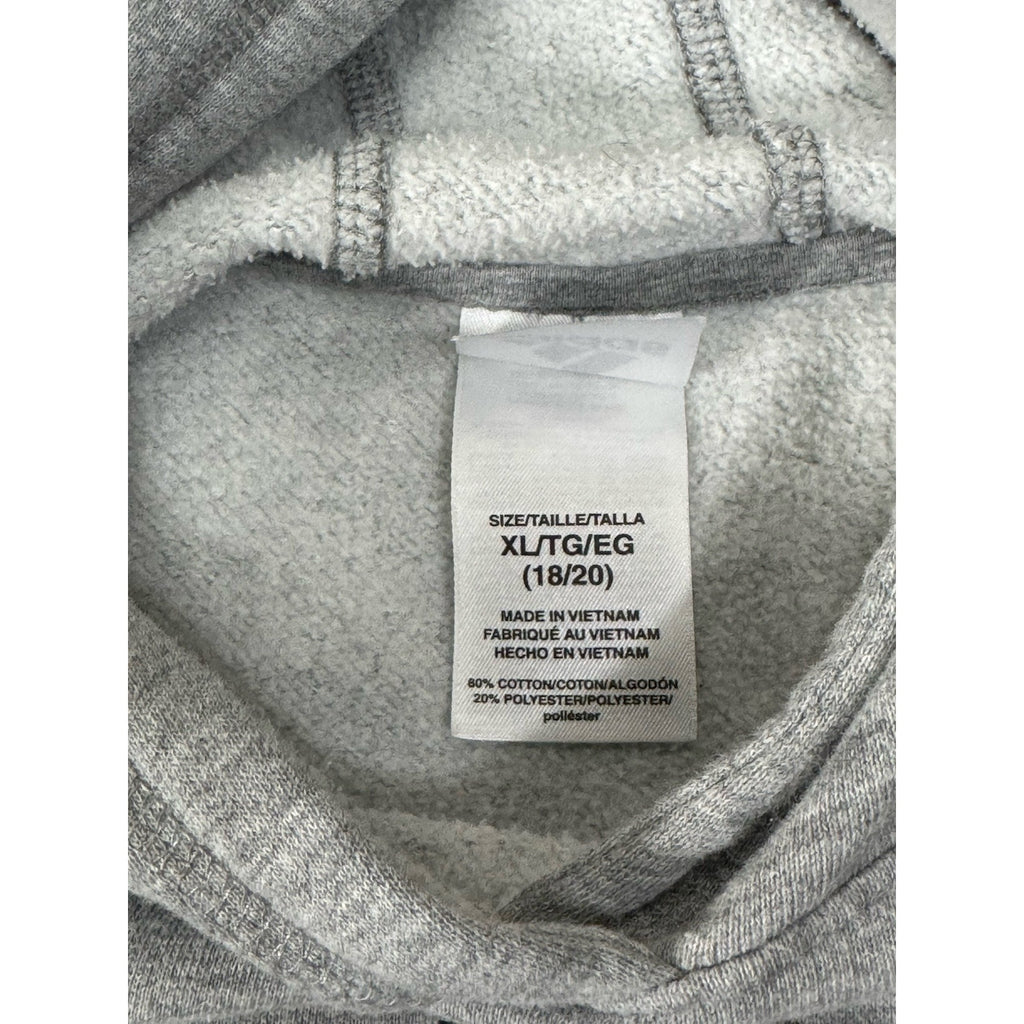 SIZE/TAILLE/TALLA
XL/TG/EG
(18/20)
MADE IN VIETNAM
FABRIQUÉ AU VIETNAM
HECHO EN VIETNAM
80% COTTON/COTON/ALGODÓN
20% POLYESTER/POLYESTER/
poliéster